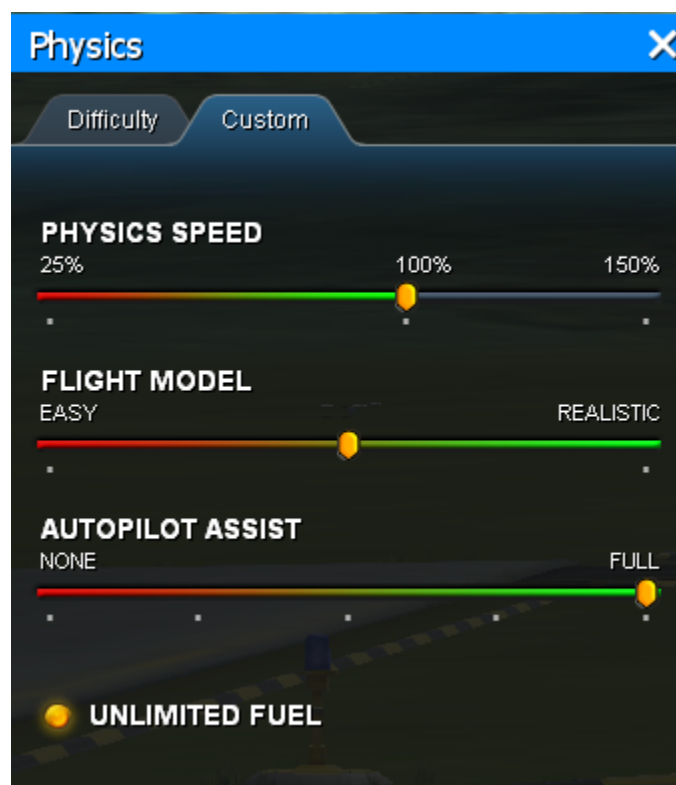 Physics
Difficulty Custom
PHYSICS SPEED
25% 100% 150%
FLIGHT MODEL
EASY REALISTIC
AUTOPILOT ASSIST
NONE FULL
UNLIMITED FUEL